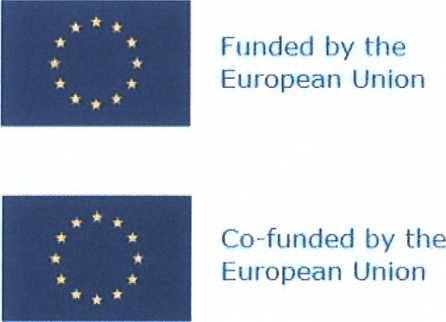 Funded by the
European Union
Co-funded by the
European Union